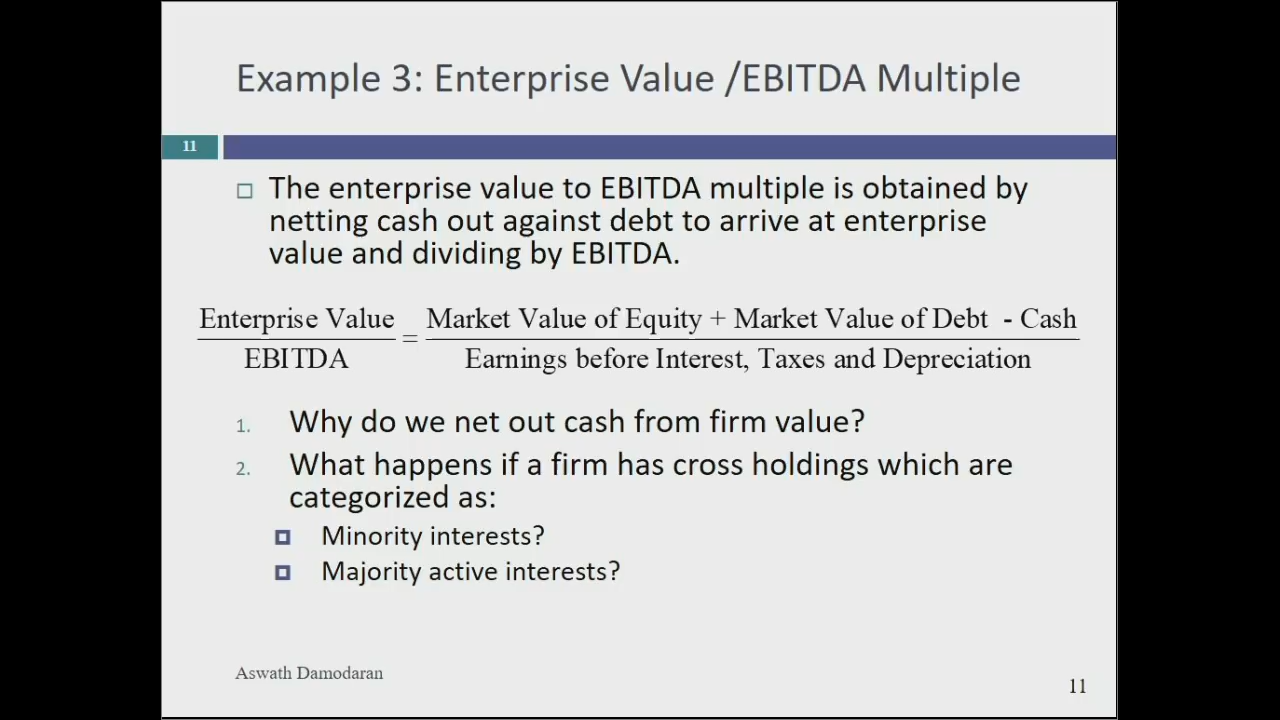 Example 3: Enterprise Value /EBITDA Multiple
11
The enterprise value to EBITDA multiple is obtained by
netting cash out against debt to arrive at enterprise
value and dividing by EBITDA.
Enterprise Value
EBITDA
=
Market Value of Equity + Market Value of Debt - Cash
Earnings before Interest, Taxes and Depreciation
1. Why do we net out cash from firm value?
2. What happens if a firm has cross holdings which are
categorized as:
Minority interests?
Majority active interests?
Aswath Damodaran
11